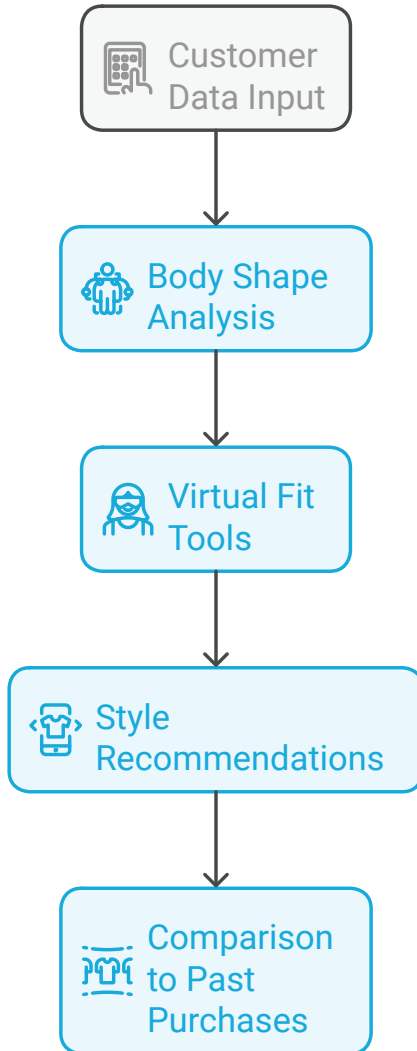 Customer
Data Input
Body Shape
Analysis
Virtual Fit
Tools
Style
Recommendations
Comparison
to Past
Purchases